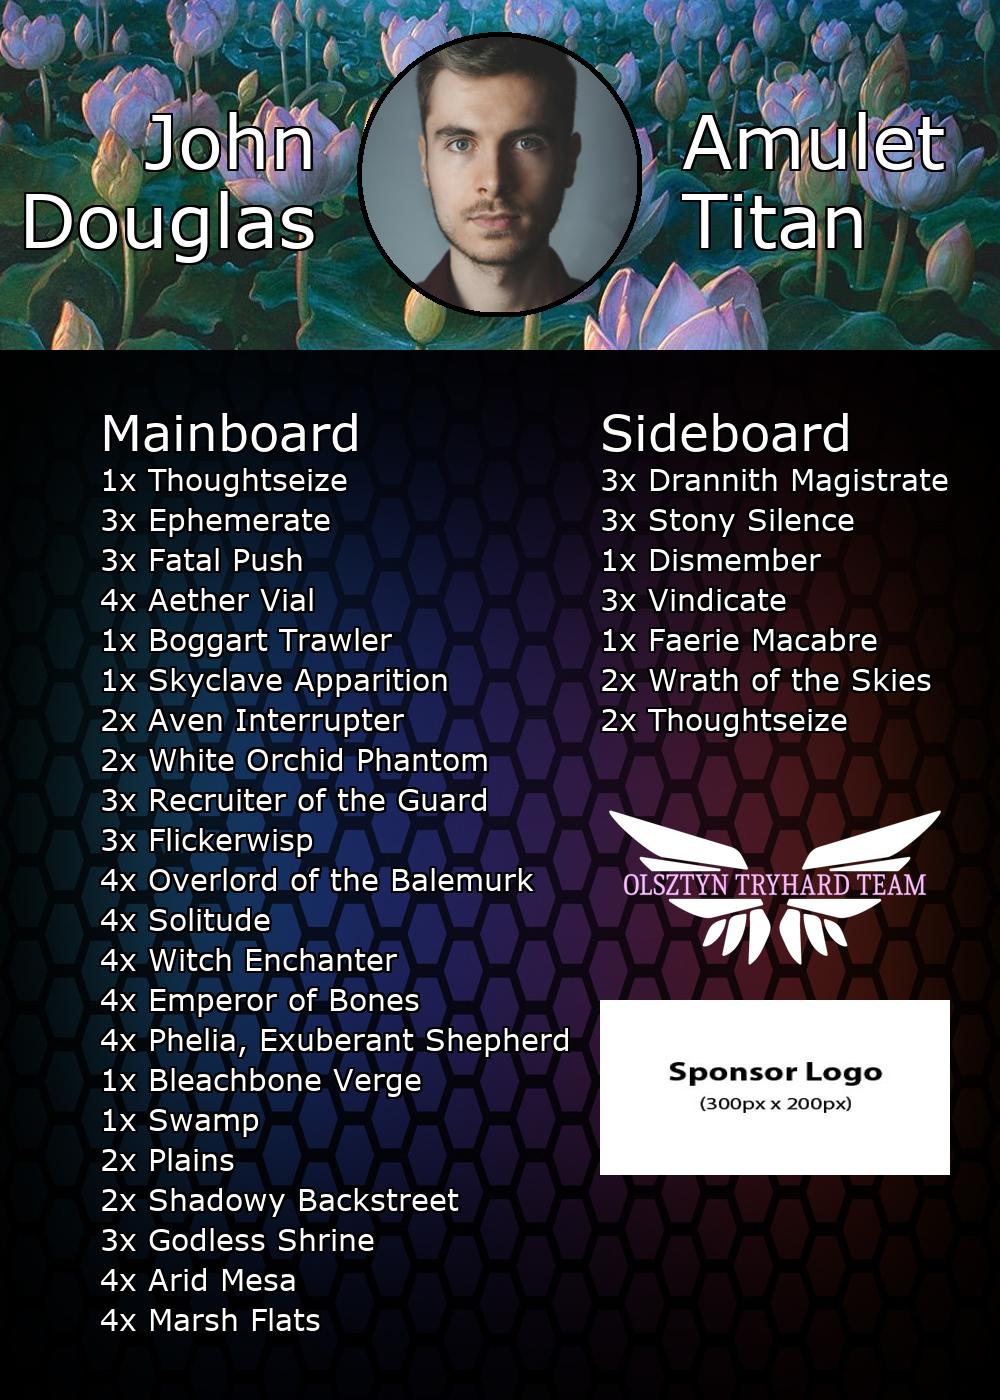 John
Douglas
Amulet
Titan
Mainboard
1x Thoughtseize
3x Ephemerate
3x Fatal Push
4x Aether Vial
1x Boggart Trawler
1x Skyclave Apparition
2x Aven Interrupter
2x White Orchid Phantom
3x Recruiter of the Guard
3x Flickerwisp
4x Overlord of the Balemurk
4x Solitude
4x Witch Enchanter
4x Emperor of Bones
4x Phelia, Exuberant Shepherd
1x Bleachbone Verge
1x Swamp
2x Plains
2x Shadowy Backstreet
3x Godless Shrine
4x Arid Mesa
4x Marsh Flats
Sideboard
3x Drannith Magistrate
3x Stony Silence
1x Dismember
3x Vindicate
1x Faerie Macabre
2x Wrath of the Skies
2x Thoughtseize
OLSZTYN TRYHARD TEAM
Sponsor Logo
(300px x 200px)